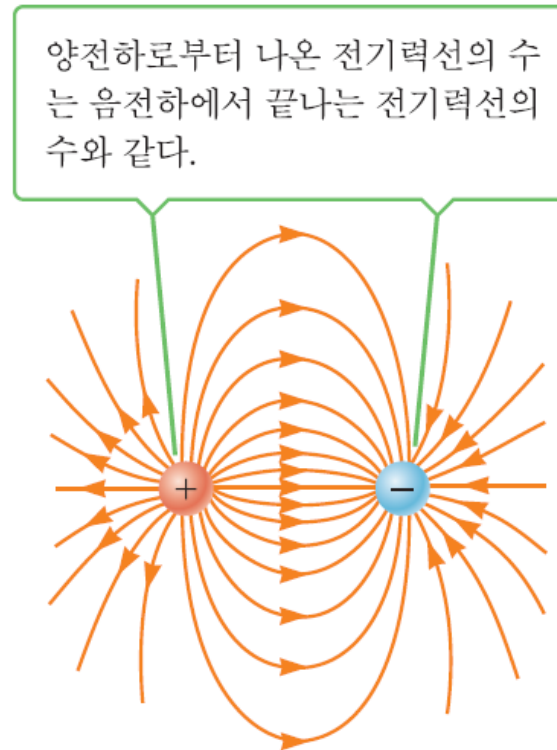 양전하로부터 나온 전기력선의 수
는 음전하에서 끝나는 전기력선의
수와 같다.
+
−